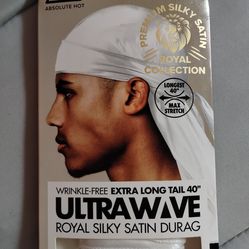 ABSOLUTE HOT
PREMIUM SILKY SATIN
ROYAL
COLLECTION
LONGEST
40"
MAX
STRETCH
WRINKLE-FREE EXTRA LONG TAIL 40"
ULTRAWAVE
ROYAL SILKY SATIN DURAG